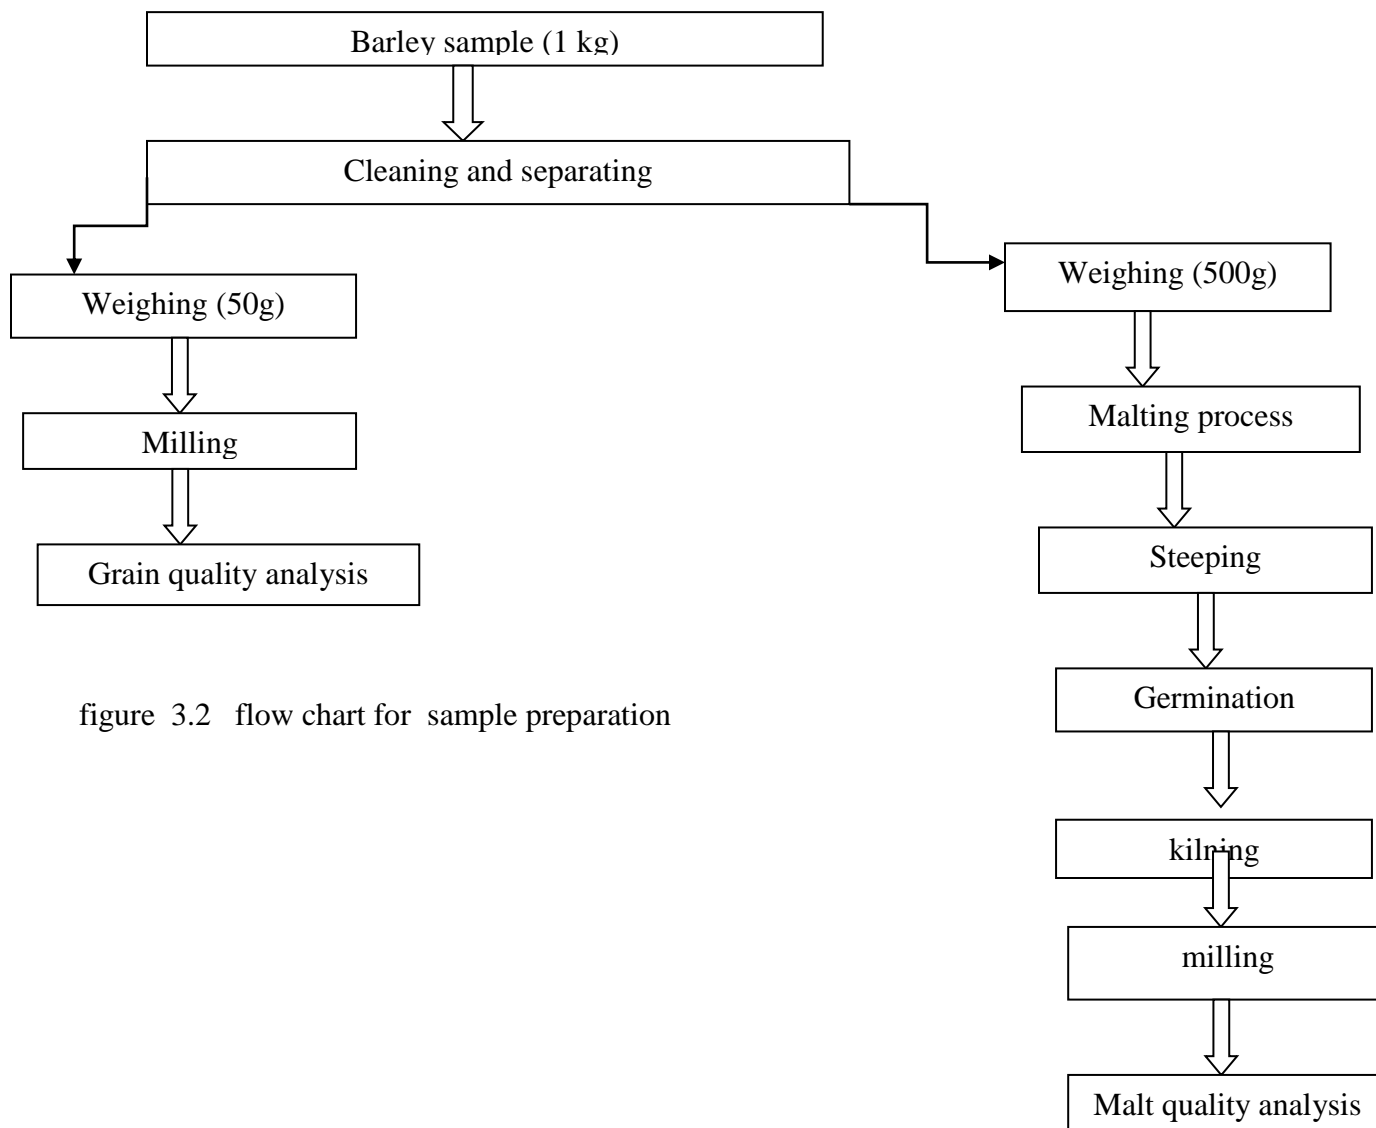 Barley sample (1 kg)
Cleaning and separating
Weighing (50g)
Milling
Grain quality analysis
Weighing (500g)
Malting process
Steeping
Germination
kilning
milling
Malt quality analysis
figure 3.2 flow chart for sample preparation